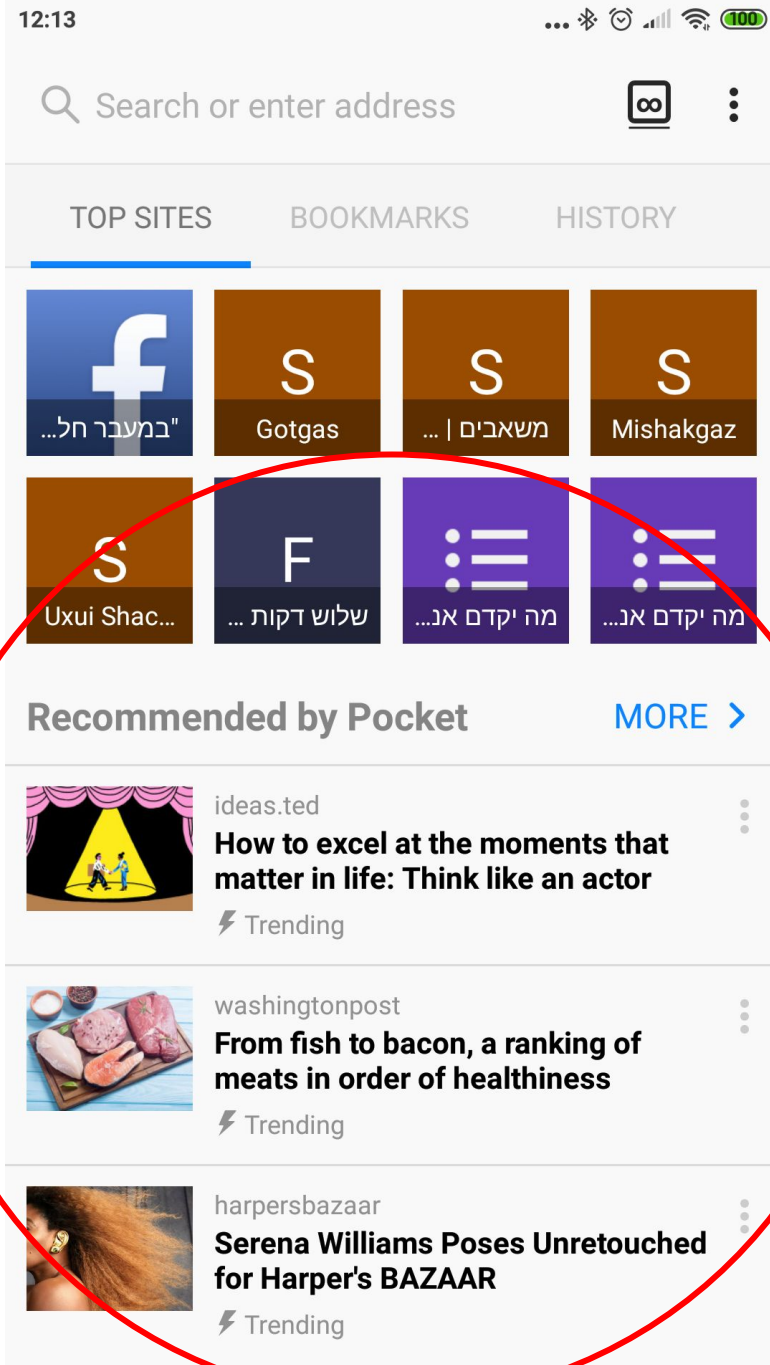 12:13
100
Search or enter address
TOP SITES
BOOKMARKS
HISTORY
"במעבר חל...
Gotgas
משאבים | ...
Mishakgaz
S
S
S
Uxui Shac...
שלוש דקות ...
מה יקדם אנ...
מה יקדם אנ...
S
F
Recommended by Pocket
MORE
ideas.ted
How to excel at the moments that
matter in life: Think like an actor
Trending
washingtonpost
From fish to bacon, a ranking of
meats in order of healthiness
Trending
harpersbazaar
Serena Williams Poses Unretouched
for Harper's BAZAAR
Trending